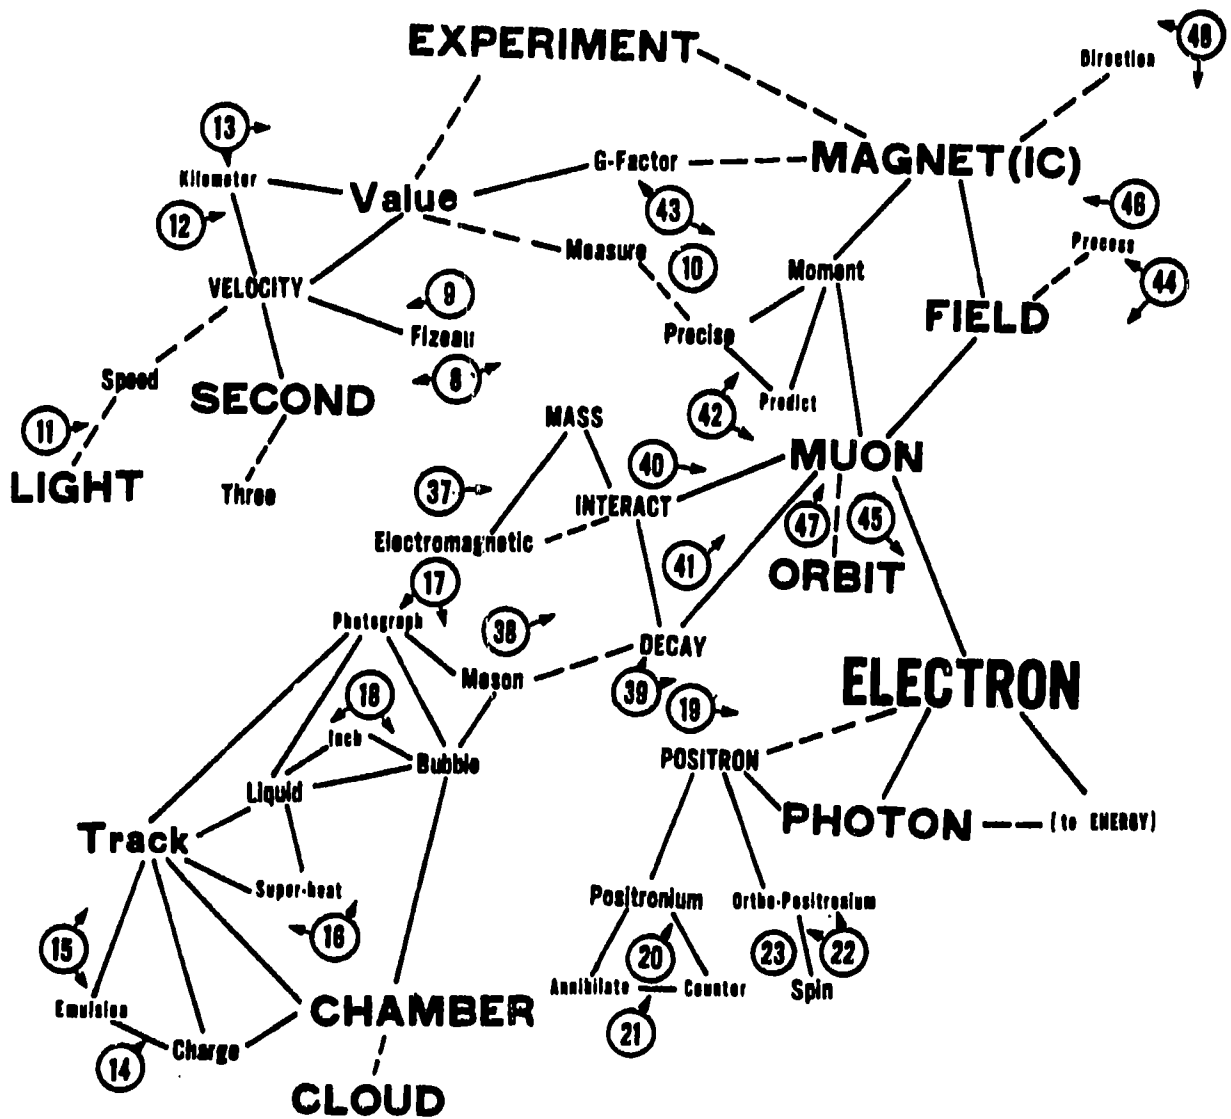 EXPERIMENT
48
Direction
13
G-Factor
MAGNET(IC)
Kilometer
Value
12
43
46
Measure
10
Moment
Process
VELOCITY
9
44
Fizeau
Precise
FIELD
Speed
8
SECOND
42
Predict
11
MASS
MUON
LIGHT
Three
37
40
INTERACT
47
45
Electromagnetic
17
41
ORBIT
Photograph
38
DECAY
Meson
39
19
ELECTRON
18
Inch
Bubble
POSITRON
Liquid
Track
PHOTON
(to ENERGY)
Super-heat
Positronium
Ortho-Positronium
15
16
20
23
22
Emulsion
Annihilate
Counter
Spin
CHAMBER
21
14
Charge
CLOUD